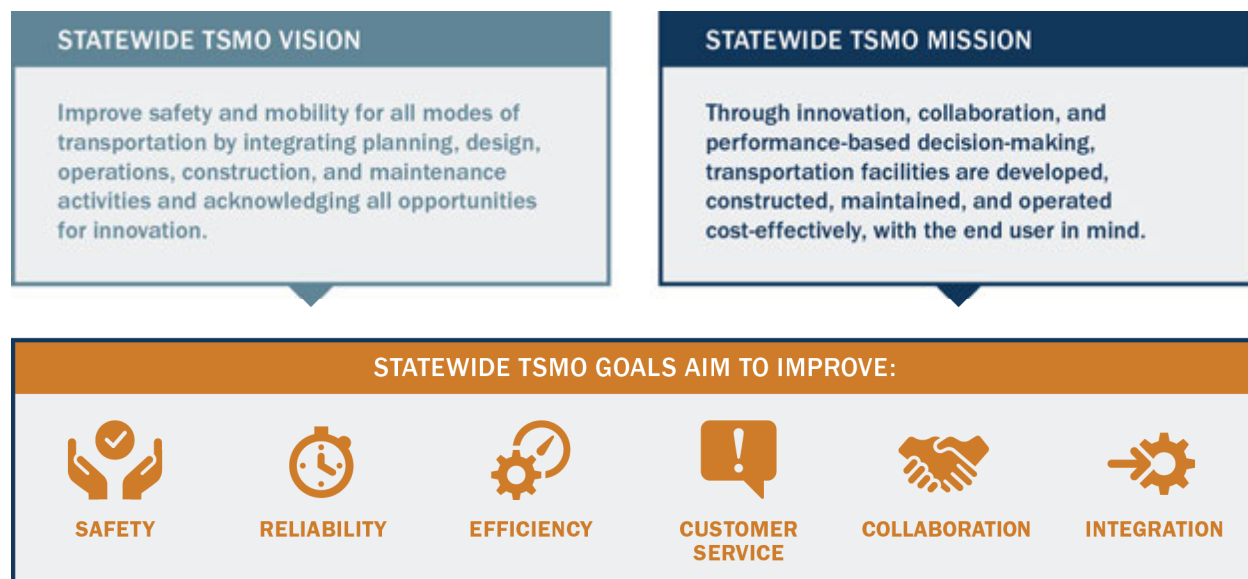 STATEWIDE TSMO VISION
Improve safety and mobility for all modes of
transportation by integrating planning, design,
operations, construction, and maintenance
activities and acknowledging all opportunities
for innovation.
STATEWIDE TSMO MISSION
Through innovation, collaboration, and
performance-based decision-making,
transportation facilities are developed,
constructed, maintained, and operated
cost-effectively, with the end user in mind.
STATEWIDE TSMO GOALS AIM TO IMPROVE:
SAFETY
RELIABILITY
EFFICIENCY
CUSTOMER
SERVICE
COLLABORATION
INTEGRATION